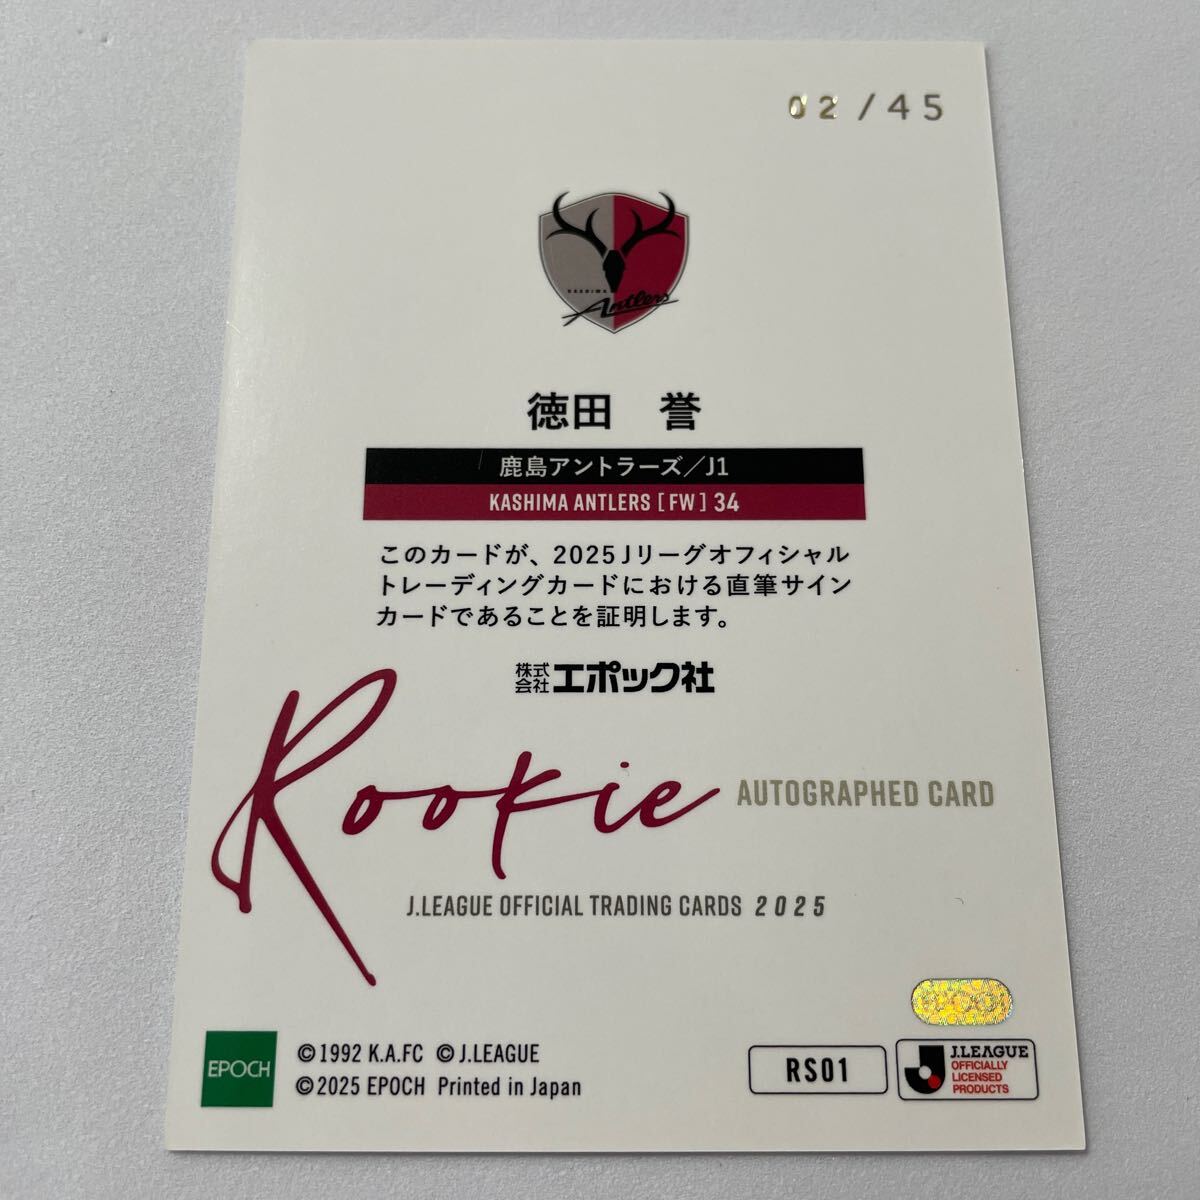 02/45
KASHIMA
Antlers
徳田 誉
鹿島アントラーズ／J1
KASHIMA ANTLERS [ FW ] 34
このカードが、2025 Jリーグオフィシャル
トレーディングカードにおける直筆サイン
カードであることを証明します。
株式会社 エポック社
Rookie
AUTOGRAPHED CARD
J.LEAGUE OFFICIAL TRADING CARDS 2025
EPOCH
©1992 K.A.FC ©J.LEAGUE
©2025 EPOCH Printed in Japan
RS01
J.LEAGUE
OFFICIALLY
LICENSED
PRODUCTS